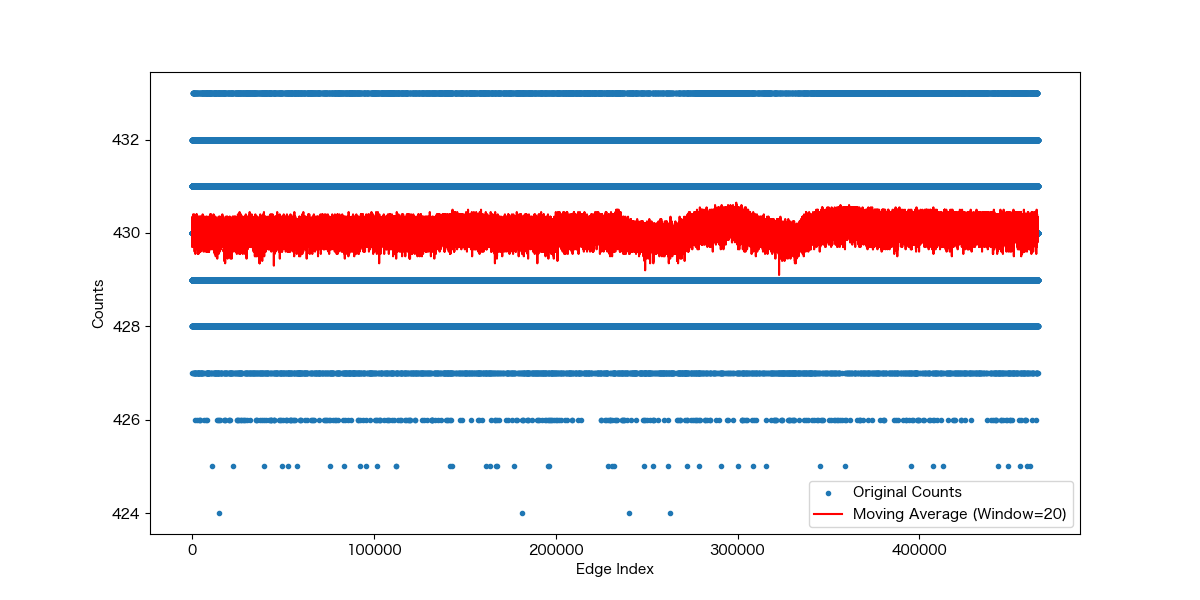 432
430
428
426
424
Counts
0
100000
200000
300000
400000
Edge Index
Original Counts
Moving Average (Window=20)